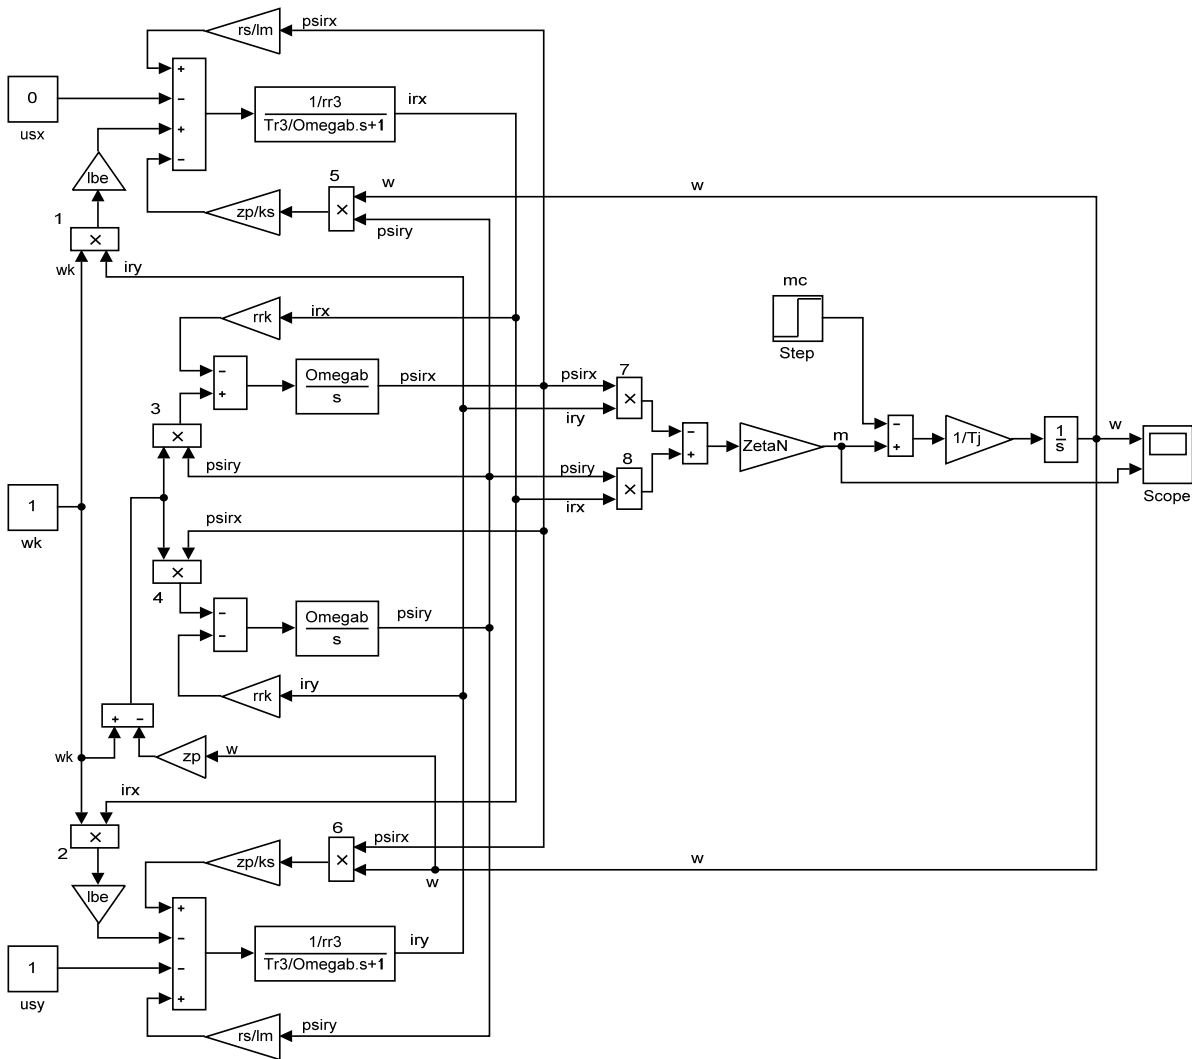 psirx
rs/lm
+
0
−
usx
+
−
1/rr3
Tr3/Omegab.s+1
irx
lbe
5
w
w
zp/ks
×
psiry
1
×
wk
iry
mc
rrk
irx
Step
7
−
+
Omegab
s
psirx
psirx
×
iry
3
×
−
+
ZetaN
m
−
+
1/Tj
1
s
w
Scope
psiry
8
psiry
×
irx
1
wk
psirx
×
4
−
−
Omegab
s
psiry
rrk
iry
+ −
wk
zp
w
irx
×
2
6
psirx
zp/ks
×
w
w
lbe
+
−
1
−
usy
+
1/rr3
Tr3/Omegab.s+1
iry
rs/lm
psiry